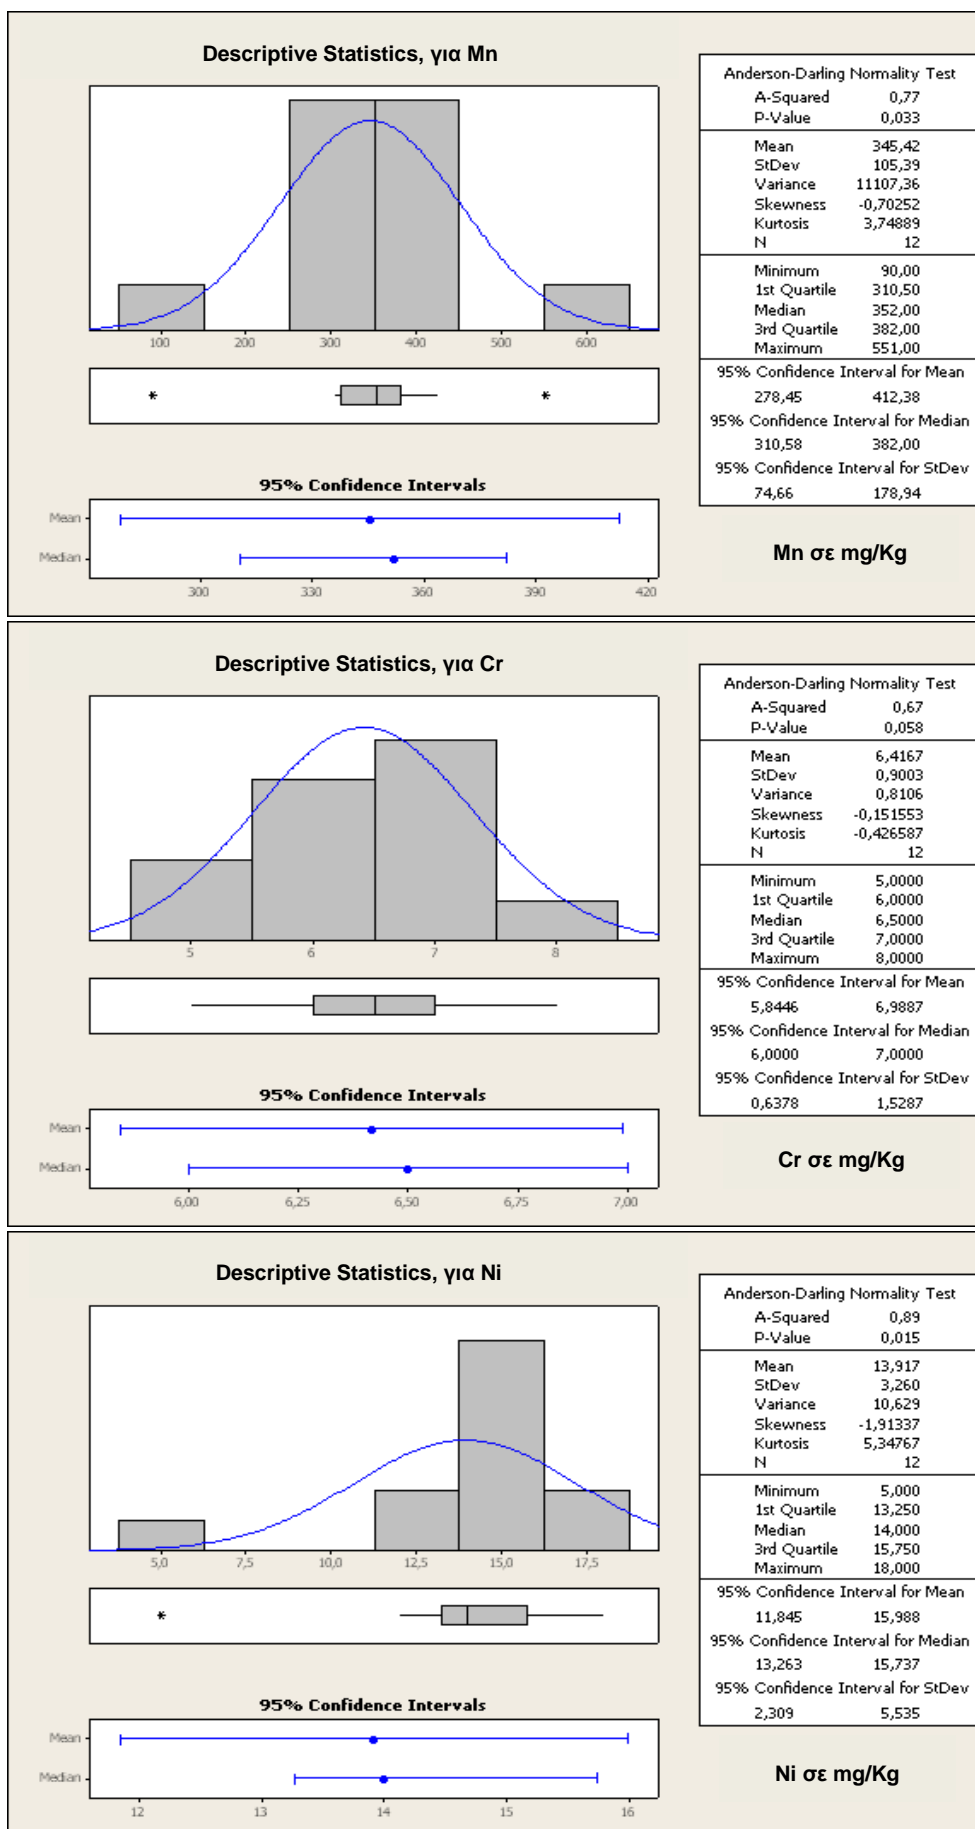 Descriptive Statistics, για Mn
100 200 300 400 500 600
95% Confidence Intervals
Mean
Median
300 330 360 390 420
Anderson-Darling Normality Test
A-Squared 0,77
P-Value 0,033
Mean 345,42
StDev 105,39
Variance 11107,36
Skewness -0,70252
Kurtosis 3,74889
N 12
Minimum 90,00
1st Quartile 310,50
Median 352,00
3rd Quartile 382,00
Maximum 551,00
95% Confidence Interval for Mean
278,45 412,38
95% Confidence Interval for Median
310,58 382,00
95% Confidence Interval for StDev
74,66 178,94
Mn σε mg/Kg
Descriptive Statistics, για Cr
5 6 7 8
95% Confidence Intervals
Mean
Median
6,00 6,25 6,50 6,75 7,00
Anderson-Darling Normality Test
A-Squared 0,67
P-Value 0,058
Mean 6,4167
StDev 0,9003
Variance 0,8106
Skewness -0,151553
Kurtosis -0,426587
N 12
Minimum 5,0000
1st Quartile 6,0000
Median 6,5000
3rd Quartile 7,0000
Maximum 8,0000
95% Confidence Interval for Mean
5,8446 6,9887
95% Confidence Interval for Median
6,0000 7,0000
95% Confidence Interval for StDev
0,6378 1,5287
Cr σε mg/Kg
Descriptive Statistics, για Ni
5,0 7,5 10,0 12,5 15,0 17,5
95% Confidence Intervals
Mean
Median
12 13 14 15 16
Anderson-Darling Normality Test
A-Squared 0,89
P-Value 0,015
Mean 13,917
StDev 3,260
Variance 10,629
Skewness -1,91337
Kurtosis 5,34767
N 12
Minimum 5,000
1st Quartile 13,250
Median 14,000
3rd Quartile 15,750
Maximum 18,000
95% Confidence Interval for Mean
11,845 15,988
95% Confidence Interval for Median
13,263 15,737
95% Confidence Interval for StDev
2,309 5,535
Ni σε mg/Kg